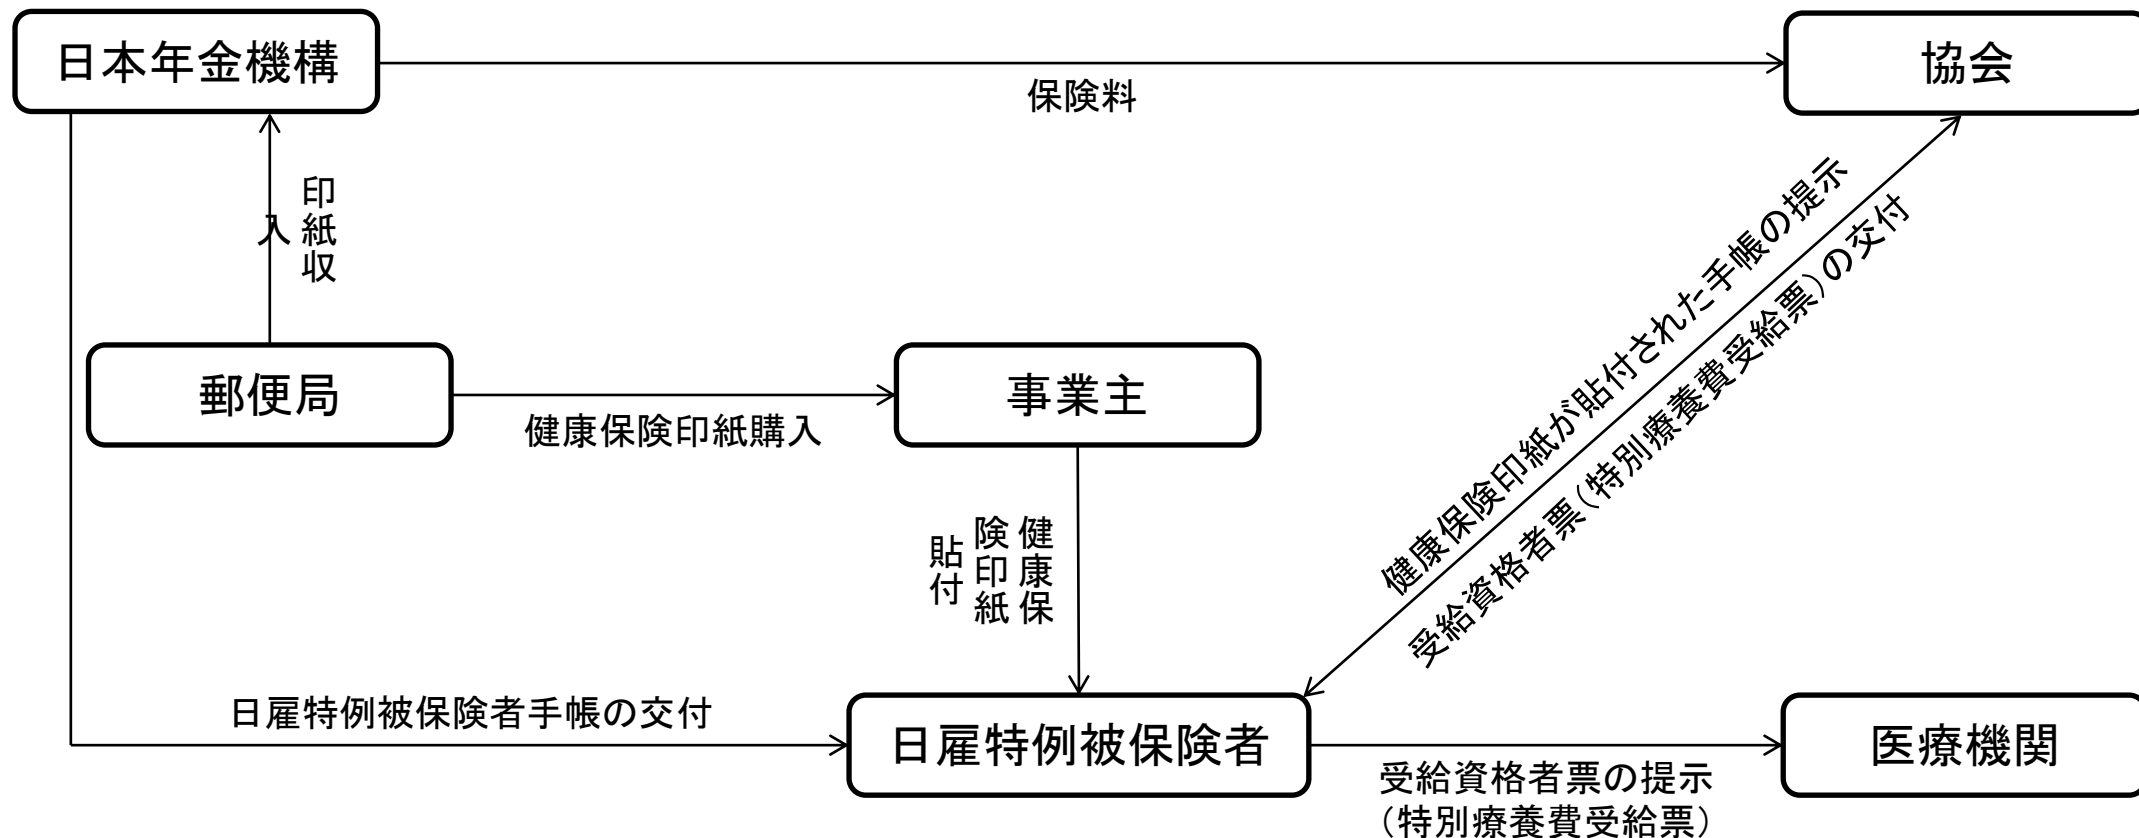 日本年金機構
協会
保険料
印紙収
入
郵便局
事業主
健康保険印紙購入
健康保険印紙が貼付された手帳の提示
受給資格者票（特別療養費受給票）の交付
健康保
険印紙
貼付
日雇特例被保険者手帳の交付
日雇特例被保険者
医療機関
受給資格者票の提示
（特別療養費受給票）